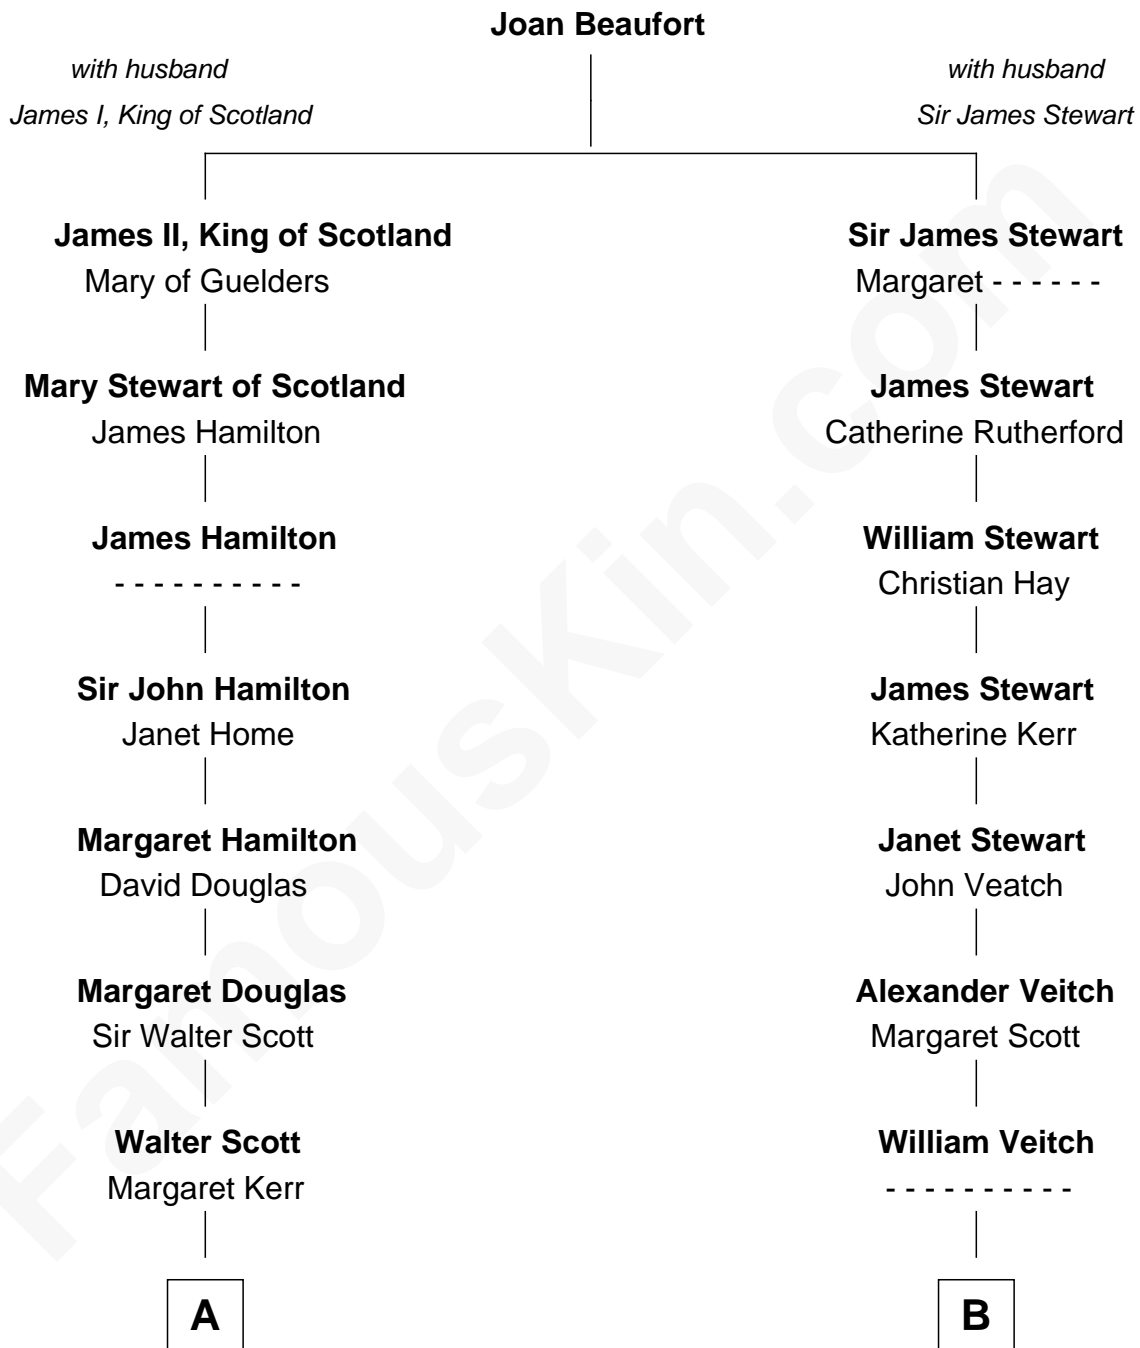 Joan Beaufort
with husband
James I, King of Scotland
with husband
Sir James Stewart
James II, King of Scotland
Mary of Guelders
Sir James Stewart
Margaret - - - - - -
Mary Stewart of Scotland
James Hamilton
James Stewart
Catherine Rutherford
James Hamilton
- - - - - - - - - -
William Stewart
Christian Hay
Sir John Hamilton
Janet Home
James Stewart
Katherine Kerr
Margaret Hamilton
David Douglas
Janet Stewart
John Veatch
Margaret Douglas
Sir Walter Scott
Alexander Veitch
Margaret Scott
Walter Scott
Margaret Kerr
William Veitch
- - - - - - - - - -
A
B
FamousKin.com